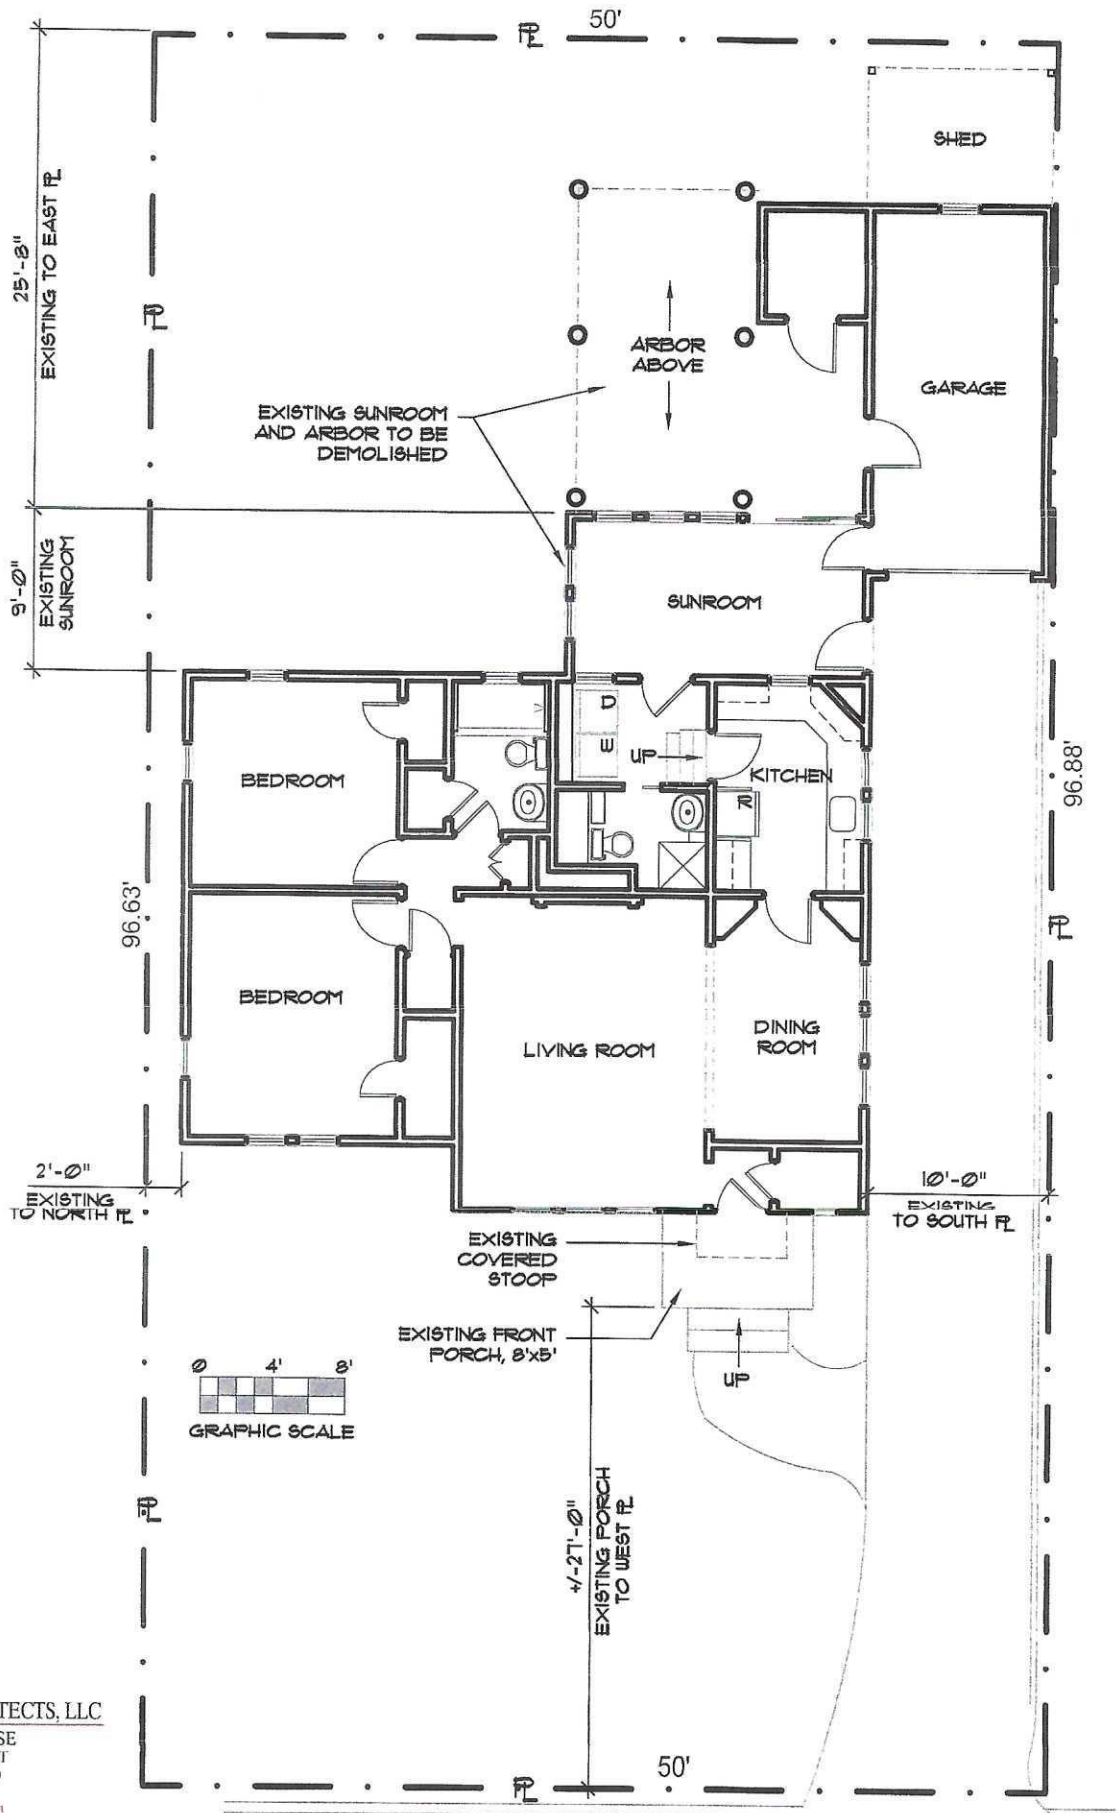 50'
PL
SHED
25'-8"
EXISTING TO EAST PL
PL
ARBOR
ABOVE
GARAGE
EXISTING SUNROOM
AND ARBOR TO BE
DEMOLISHED
9'-0"
EXISTING
SUNROOM
SUNROOM
D
W
UP
KITCHEN
R
BEDROOM
96.88'
96.63'
PL
BEDROOM
LIVING ROOM
DINING
ROOM
2'-0"
EXISTING
TO NORTH PL
10'-0"
EXISTING
TO SOUTH PL
EXISTING
COVERED
STOOP
EXISTING FRONT
PORCH, 8'x5'
UP
0 4' 8'
GRAPHIC SCALE
+/-27'-0"
EXISTING PORCH
TO WEST PL
PL
TECTS, LLC
SE
T
50'
PL